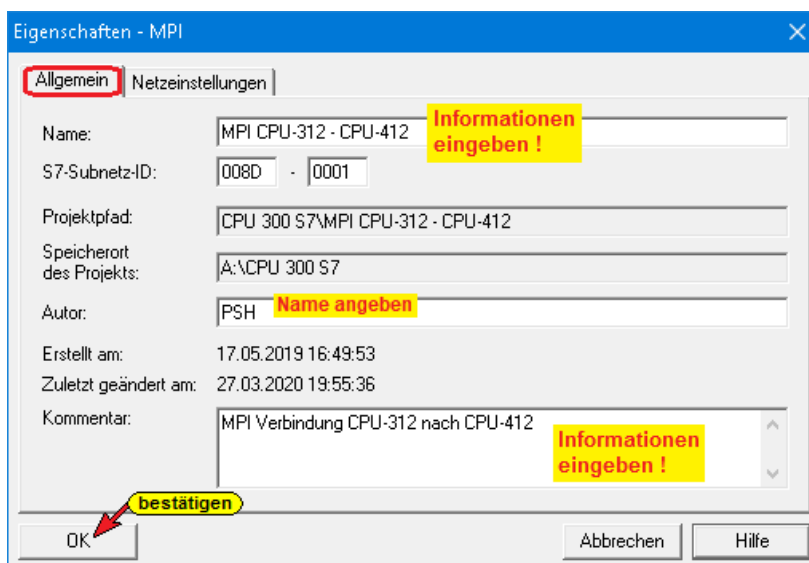 Eigenschaften - MPI
Allgemein
Netzeinstellungen
Name:
MPI CPU-312 - CPU-412
Informationen
eingeben !
S7-Subnetz-ID:
008D - 0001
Projektpfad:
CPU 300 S7\MPI CPU-312 - CPU-412
Speicherort
des Projekts:
A:\CPU 300 S7
Autor:
PSH
Name angeben
Erstellt am:
17.05.2019 16:49:53
Zuletzt geändert am:
27.03.2020 19:55:36
Kommentar:
MPI Verbindung CPU-312 nach CPU-412
Informationen
eingeben !
bestätigen
OK
Abbrechen
Hilfe